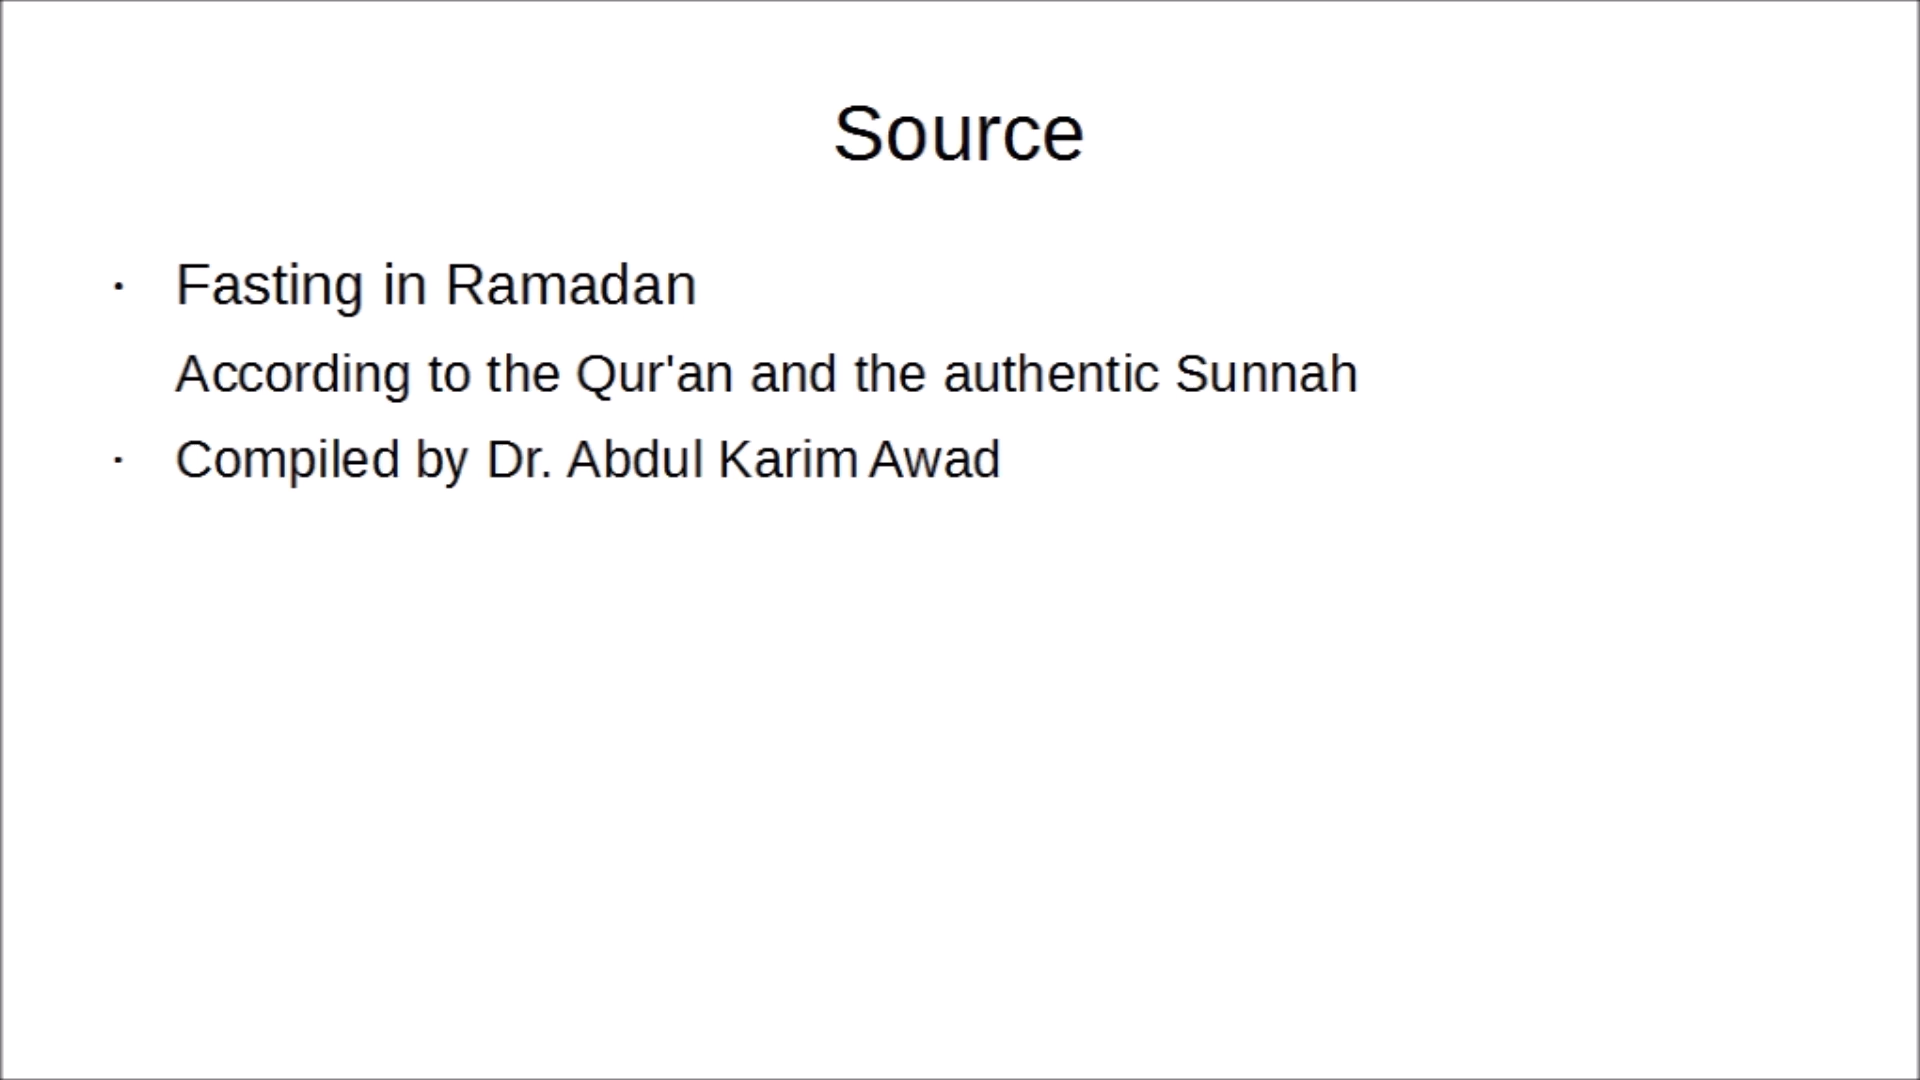 Source
· Fasting in Ramadan
According to the Qur'an and the authentic Sunnah
· Compiled by Dr. Abdul Karim Awad